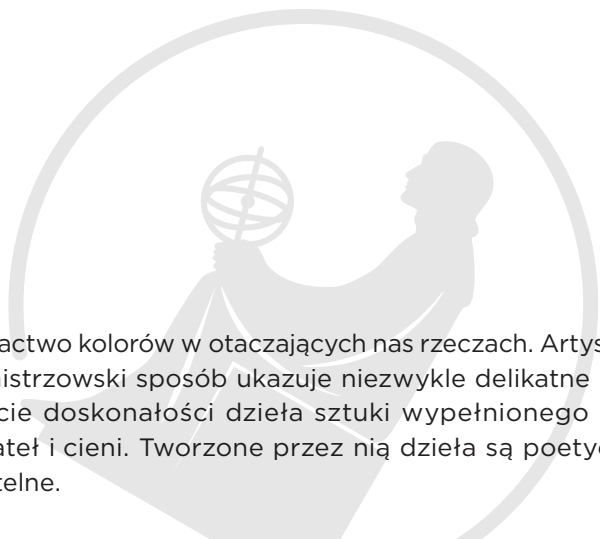 actwo kolorów w otaczających nas rzeczach. Artys
istrzowski sposób ukazuje niezwykle delikatne
cie doskonałości dzieła sztuki wypełnionego
ateł i cieni. Tworzone przez nią dzieła są poetyc
telne.